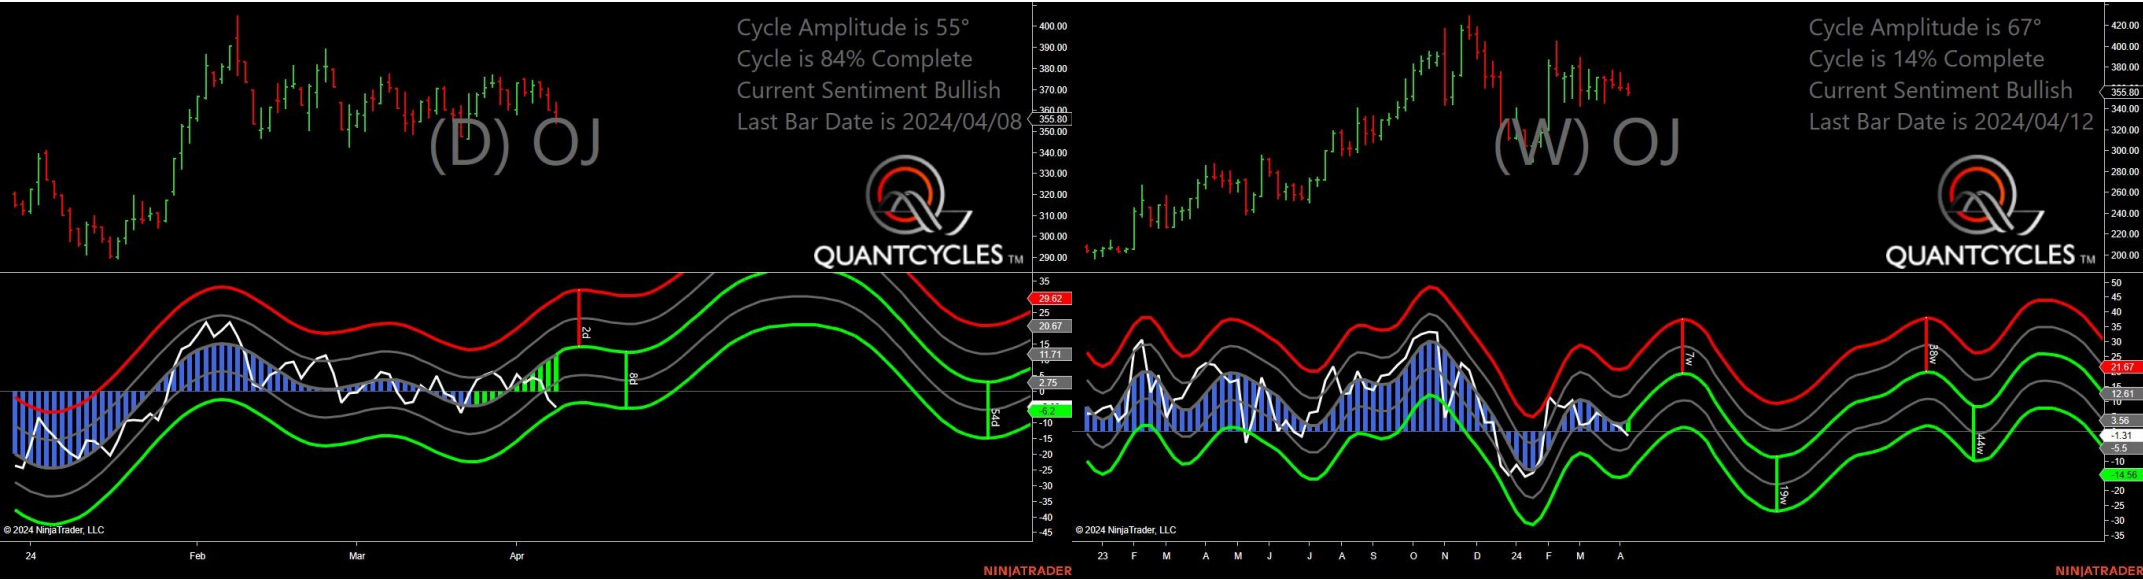 Cycle Amplitude is 55°
Cycle is 84% Complete
Current Sentiment Bullish
Last Bar Date is 2024/04/08
(D) OJ
QUANTCYCLES TM
400.00
390.00
380.00
370.00
360.00
355.80
350.00
340.00
330.00
320.00
310.00
300.00
290.00
35
29.62
25
20.67
15
11.71
5
2.75
0
-6.2
-10
-15
-20
-25
-30
-35
-40
-45
2d
8d
54d
© 2024 NinjaTrader, LLC
24 Feb Mar Apr
NINJATRADER
Cycle Amplitude is 67°
Cycle is 14% Complete
Current Sentiment Bullish
Last Bar Date is 2024/04/12
(W) OJ
QUANTCYCLES TM
420.00
400.00
380.00
355.80
340.00
320.00
300.00
280.00
260.00
240.00
220.00
200.00
50
45
40
35
30
25
21.67
15
12.61
10
3.56
-1.31
-5.5
-10
-14.56
-20
-25
-30
-35
7w
19w
38w
44w
© 2024 NinjaTrader, LLC
23 F M A M J J A S O N D 24 F M A
NINJATRADER